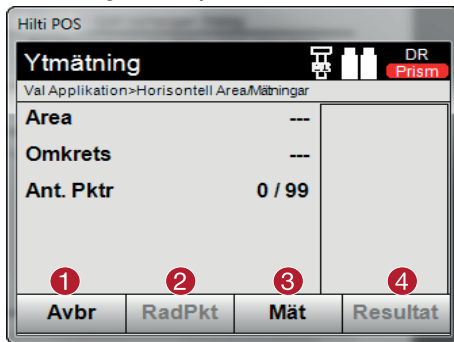 Hilti POS
Ytmätning DR
Prism
Val Applikation>Horisontell Area/Mätningar
Area ---
Omkrets ---
Ant. Pktr 0 / 99
1 2 3 4
Avbr RadPkt Mät Resultat